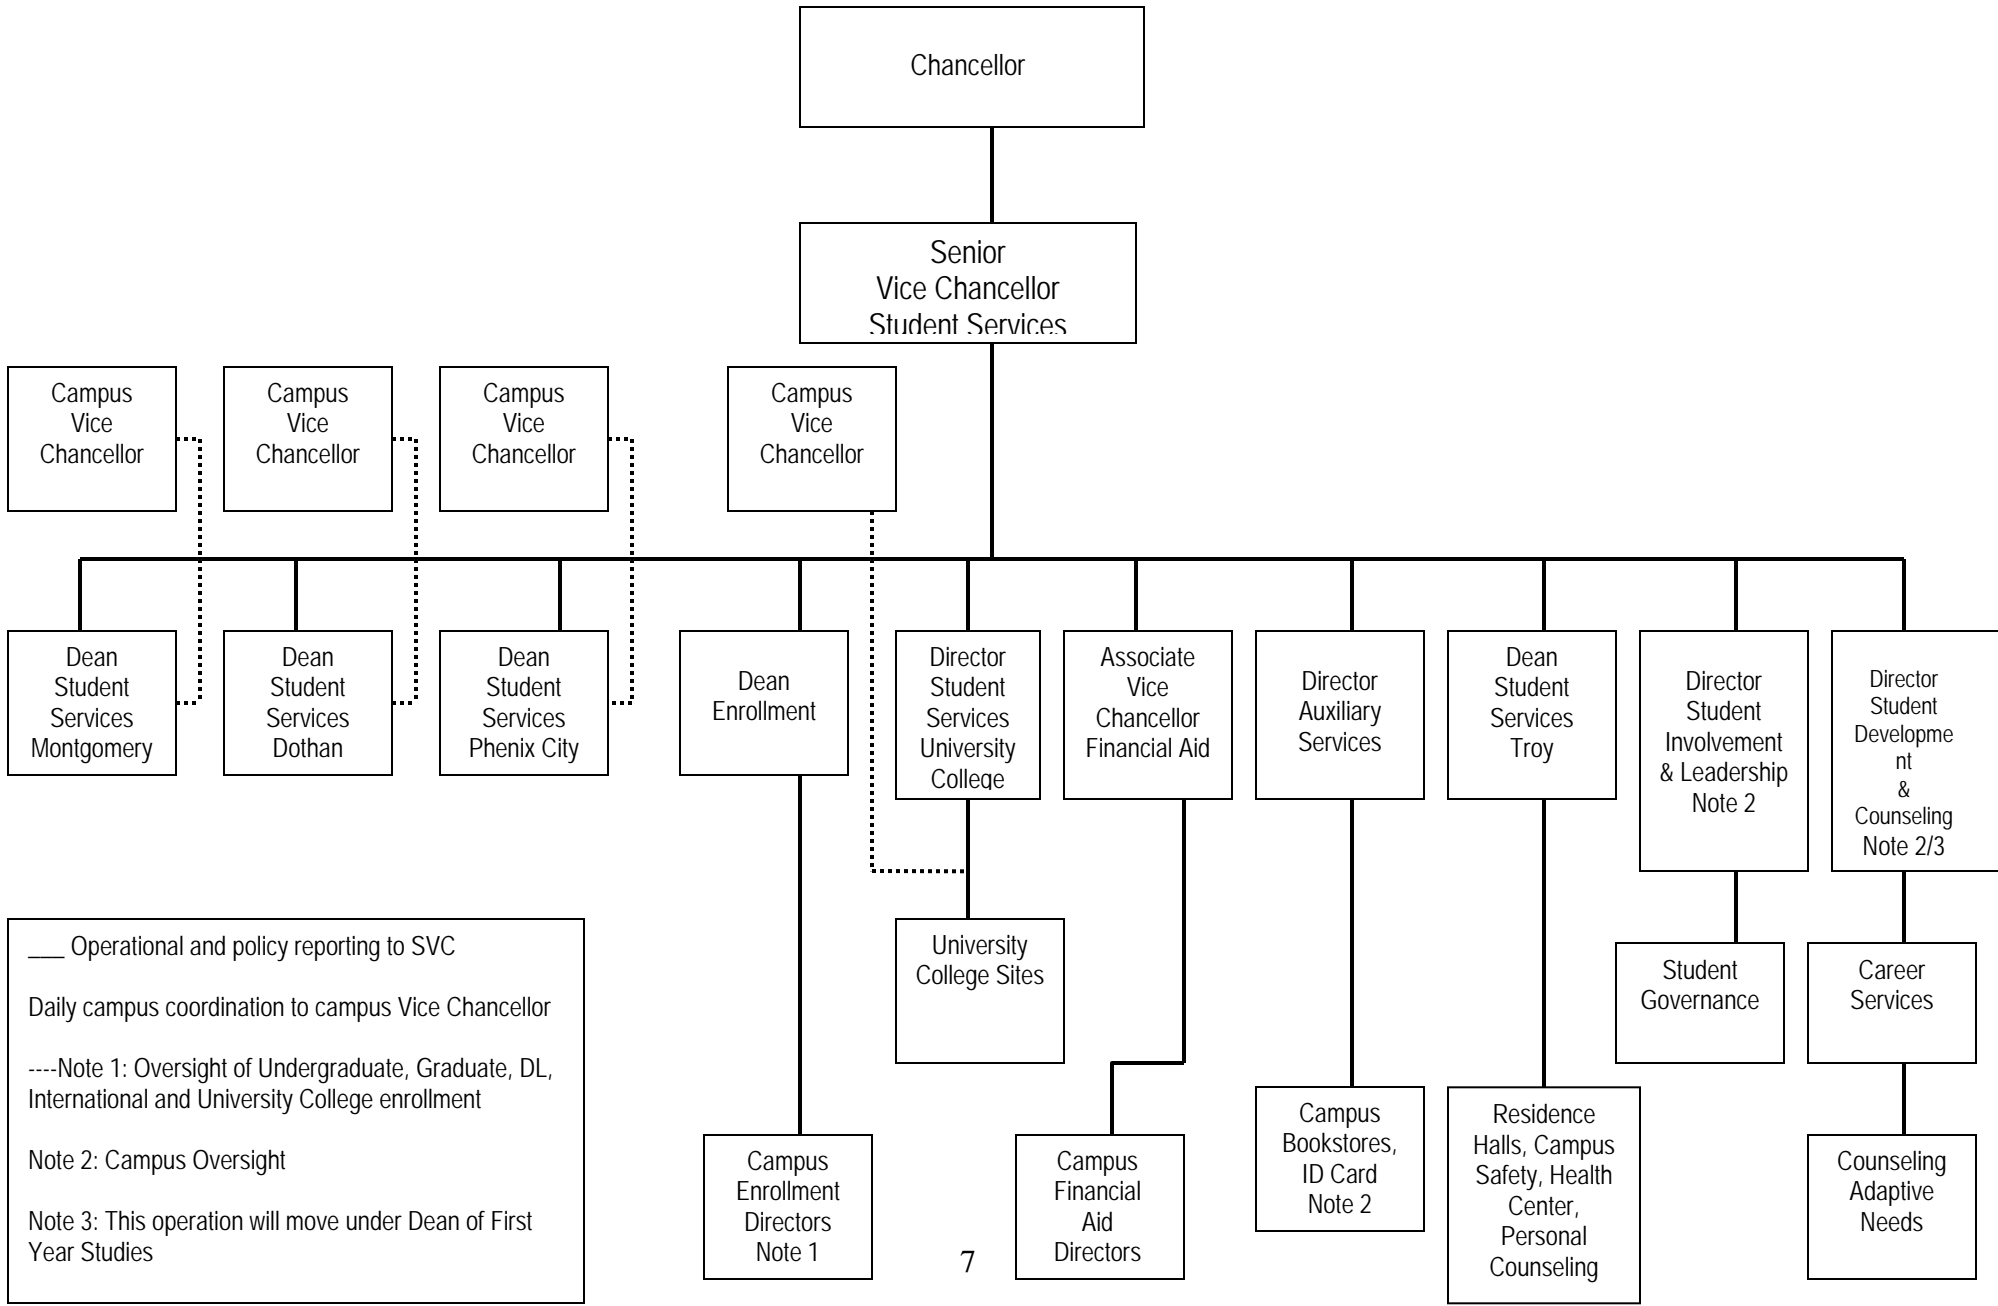 Chancellor
Senior
Vice Chancellor
Student Services
Campus
Vice
Chancellor
Campus
Vice
Chancellor
Campus
Vice
Chancellor
Campus
Vice
Chancellor
Dean
Student
Services
Montgomery
Dean
Student
Services
Dothan
Dean
Student
Services
Phenix City
Dean
Enrollment
Director
Student
Services
University
College
Associate
Vice
Chancellor
Financial Aid
Director
Auxiliary
Services
Dean
Student
Services
Troy
Director
Student
Involvement
& Leadership
Note 2
Director
Student
Developme
nt
&
Counseling
Note 2/3
___ Operational and policy reporting to SVC
Daily campus coordination to campus Vice Chancellor
----Note 1: Oversight of Undergraduate, Graduate, DL,
International and University College enrollment
Note 2: Campus Oversight
Note 3: This operation will move under Dean of First
Year Studies
University
College Sites
Student
Governance
Career
Services
Campus
Enrollment
Directors
Note 1
Campus
Financial
Aid
Directors
Campus
Bookstores,
ID Card
Note 2
Residence
Halls, Campus
Safety, Health
Center,
Personal
Counseling
Counseling
Adaptive
Needs
7